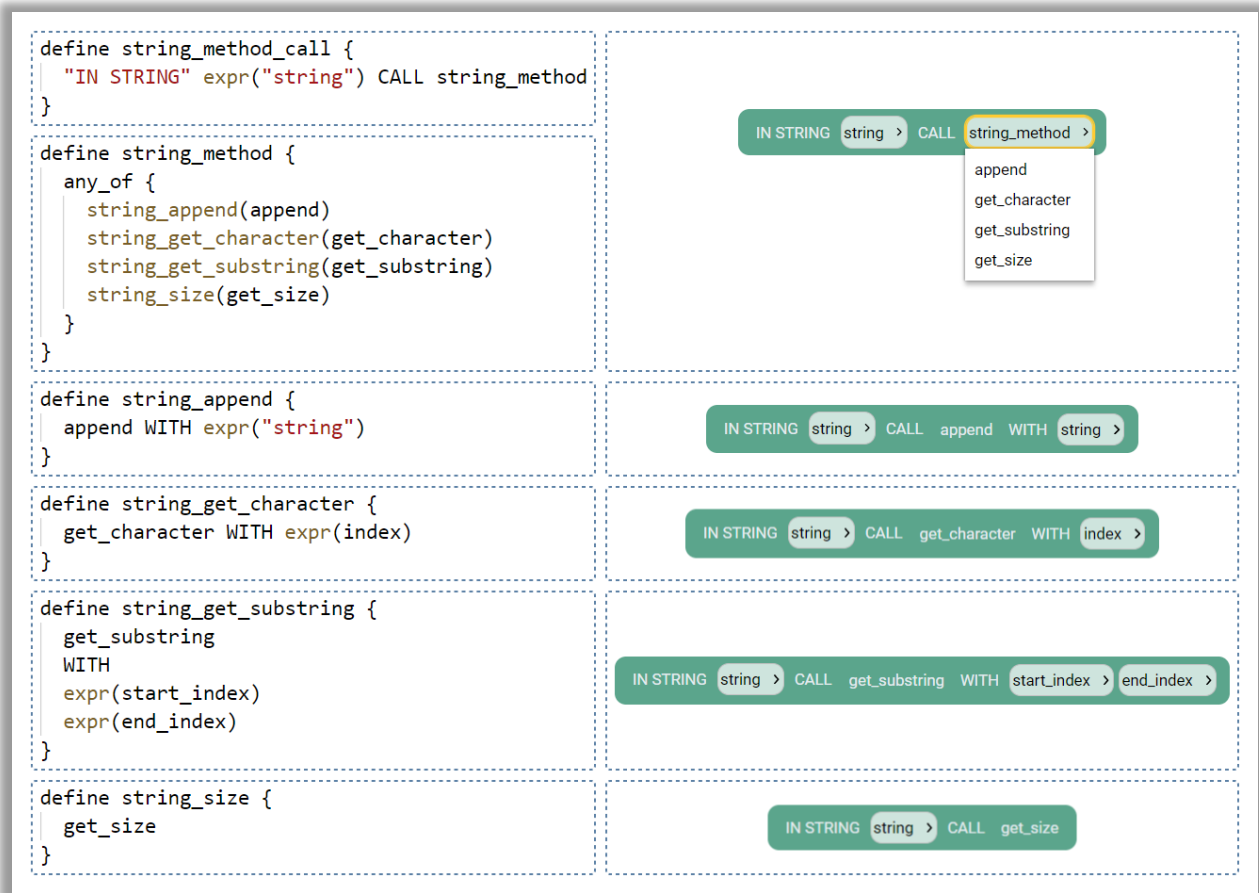 define string_method_call {
"IN STRING" expr("string") CALL string_method
}
IN STRING string > CALL string_method >
append
get_character
get_substring
get_size
define string_method {
any_of {
string_append(append)
string_get_character(get_character)
string_get_substring(get_substring)
string_size(get_size)
}
}
define string_append {
append WITH expr("string")
}
IN STRING string > CALL append WITH string >
define string_get_character {
get_character WITH expr(index)
}
IN STRING string > CALL get_character WITH index >
define string_get_substring {
get_substring
WITH
expr(start_index)
expr(end_index)
}
IN STRING string > CALL get_substring WITH start_index > end_index >
define string_size {
get_size
}
IN STRING string > CALL get_size